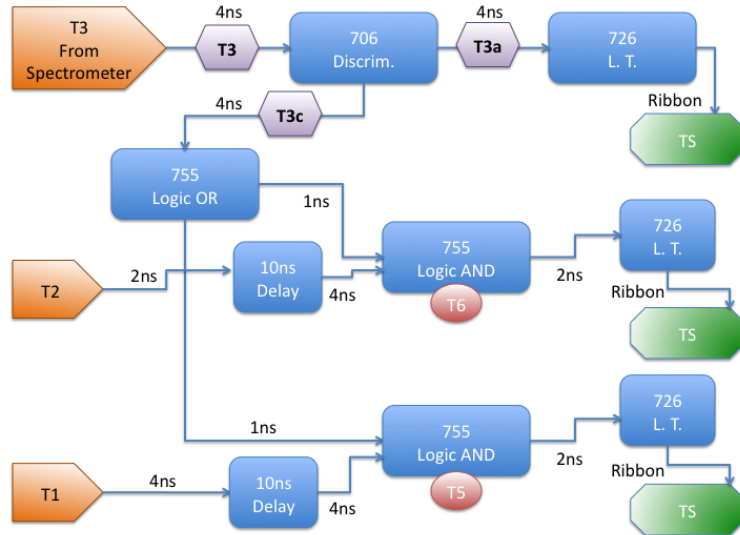 4ns
4ns
T3
From
Spectrometer
T3
706
Discrim.
T3a
726
L. T.
4ns
T3c
Ribbon
TS
755
Logic OR
1ns
755
Logic AND
T6
726
L. T.
T2
2ns
10ns
Delay
4ns
2ns
Ribbon
TS
1ns
755
Logic AND
T5
726
L. T.
2ns
T1
4ns
10ns
Delay
4ns
Ribbon
TS